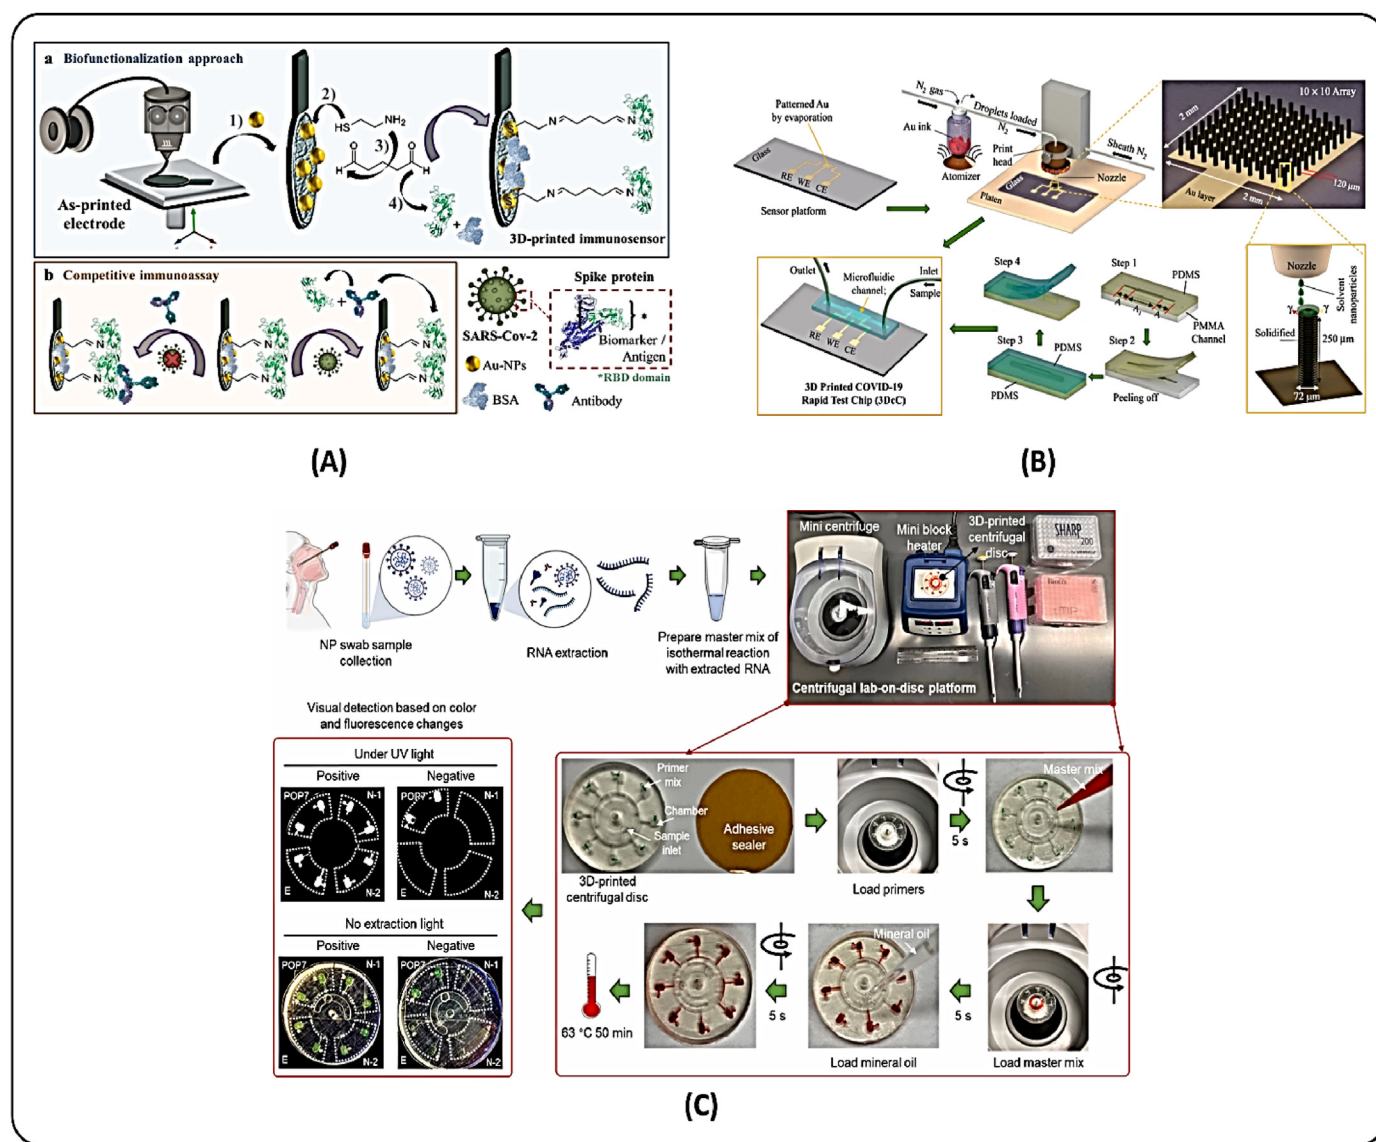 a Biofunctionalization approach
1)
2)
HS
NH₂
3)
O
O
H
H
4)
+
S
S
N
N
As-printed
electrode
3D-printed immunosensor
b Competitive immunoassay
+
N
N
N
N
N
N
SARS-Cov-2
Spike protein
*
Biomarker /
Antigen
*RBD domain
Au-NPs
BSA
Antibody
(A)
Patterned Au
by evaporation
Glass
RE
WE
CE
Sensor platform
N₂ gas
Droplets loaded
N₂
Au ink
Atomizer
Print
head
Sheath N₂
Nozzle
Glass
Platen
10 × 10 Array
2 mm
2 mm
120 µm
Au layer
Nozzle
Solvent
nanoparticles
γ
γ
Solidified
250 µm
72 µm
Step 1
PDMS
PMMA
Channel
Step 2
Peeling off
Step 3
PDMS
PDMS
Step 4
Outlet
Microfluidic
channel;
Inlet
Sample
RE
WE
CE
3D Printed COVID-19
Rapid Test Chip (3DcC)
(B)
NP swab sample
collection
RNA extraction
Prepare master mix of
isothermal reaction
with extracted RNA
Mini centrifuge
Mini block
heater
3D-printed
centrifugal
disc
SHARP
200
Centrifugal lab-on-disc platform
Visual detection based on color
and fluorescence changes
Under UV light
Positive
Negative
POP7
N-1
E
N-2
POP7
N-1
E
N-2
No extraction light
Positive
Negative
POP7
N-1
E
N-2
POP7
N-1
E
N-2
Primer
mix
Chamber
Sample
inlet
3D-printed
centrifugal disc
Adhesive
sealer
Load primers
5 s
Master mix
Load master mix
5 s
Mineral oil
Load mineral oil
5 s
63 °C 50 min
(C)